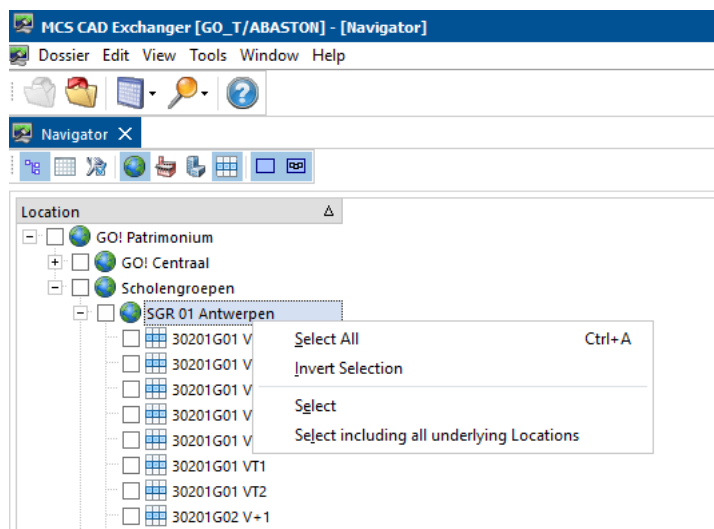 MCS CAD Exchanger [GO_T/ABASTON] - [Navigator]
Dossier Edit View Tools Window Help
Navigator
Location
GO! Patrimonium
GO! Centraal
Scholengroepen
SGR 01 Antwerpen
30201G01 V
Select All Ctrl+A
30201G01 V
Invert Selection
30201G01 V
30201G01 V
Select
30201G01 V
Select including all underlying Locations
30201G01 VT1
30201G01 VT2
30201G02 V+1